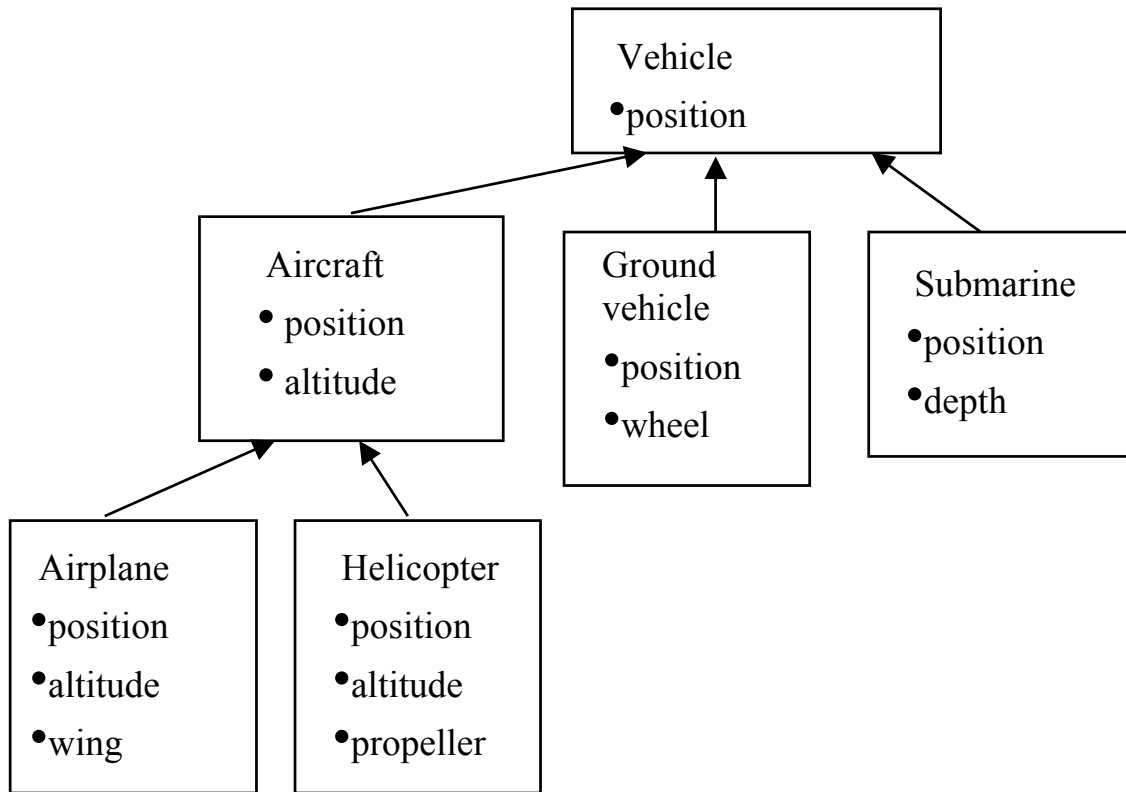 Vehicle
•position
Aircraft
• position
• altitude
Ground
vehicle
•position
•wheel
Submarine
•position
•depth
Airplane
•position
•altitude
•wing
Helicopter
•position
•altitude
•propeller